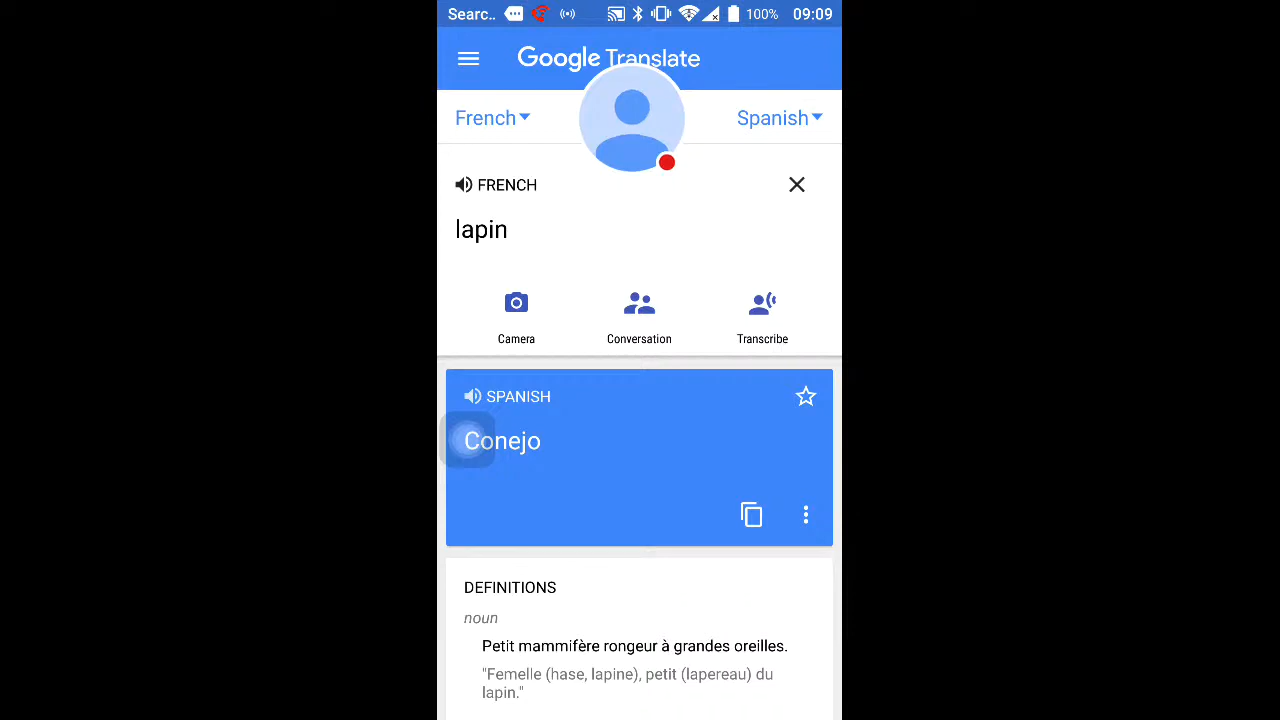 Searc.. 100% 09:09
Google Translate
French Spanish
FRENCH
lapin
Camera Conversation Transcribe
SPANISH
Conejo
DEFINITIONS
noun
Petit mammifère rongeur à grandes oreilles.
"Femelle (hase, lapine), petit (lapereau) du
lapin."